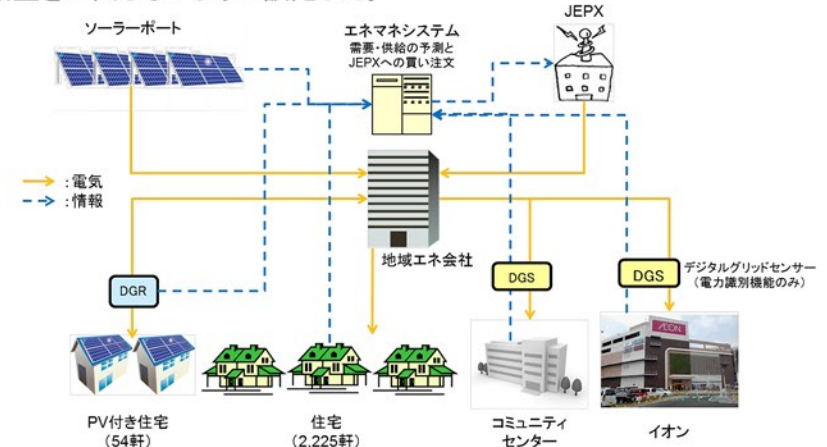 ソーラーポート
エネマネシステム
需要・供給の予測と
JEPXへの買い注文
JEPX
:電気
:情報
地域エネ会社
DGR
DGS
DGS
デジタルグリッドセンサー
(電力識別機能のみ)
ÆON
PV付き住宅
(54軒)
住宅
(2,225軒)
コミュニティ
センター
イオン